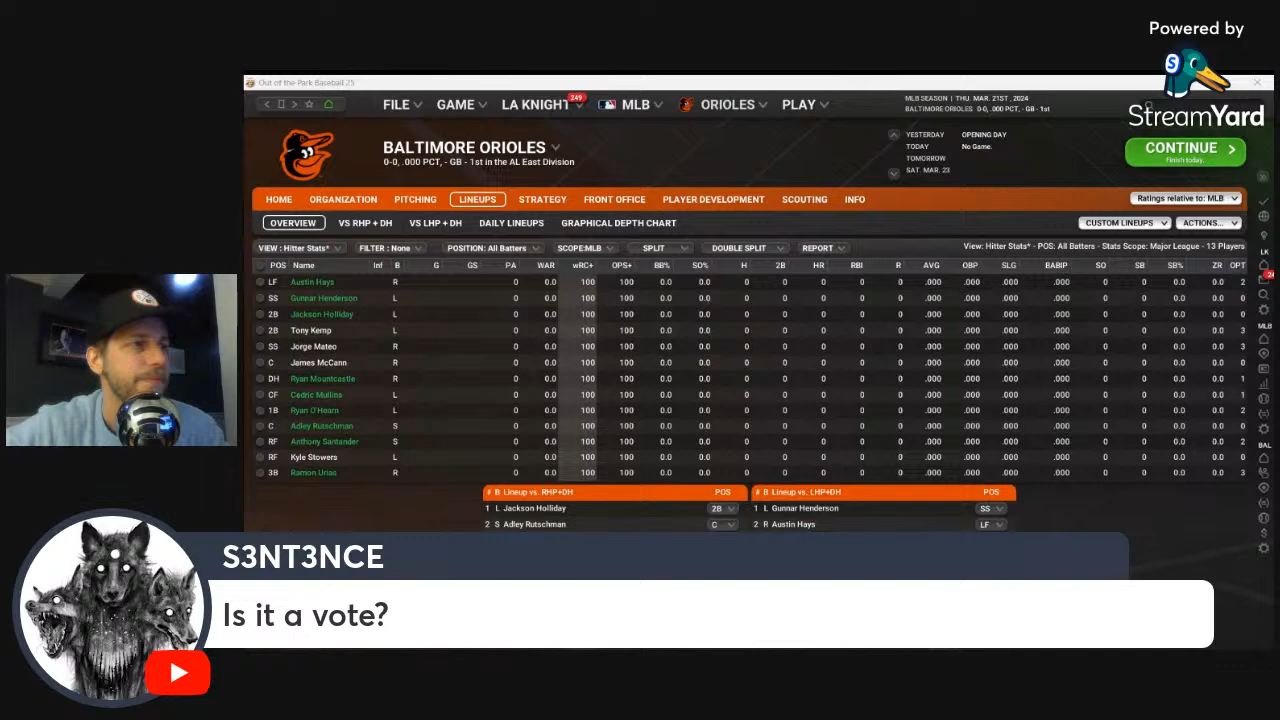 Powered by
StreamYard
Out of the Park Baseball 25
FILE GAME LA KNIGHT 249 MLB ORIOLES PLAY
MLB SEASON | THU. MAR. 21ST, 2024
BALTIMORE ORIOLES 0-0, .000 PCT, - GB - 1st
BALTIMORE ORIOLES
0-0, .000 PCT, - GB - 1st in the AL East Division
YESTERDAY OPENING DAY
TODAY No Game.
TOMORROW
SAT. MAR. 23
CONTINUE
Finish today.
HOME ORGANIZATION PITCHING LINEUPS STRATEGY FRONT OFFICE PLAYER DEVELOPMENT SCOUTING INFO Ratings relative to: MLB
OVERVIEW VS RHP + DH VS LHP + DH DAILY LINEUPS GRAPHICAL DEPTH CHART CUSTOM LINEUPS ACTIONS...
VIEW : Hitter Stats* FILTER : None POSITION: All Batters SCOPE:MLB SPLIT DOUBLE SPLIT REPORT View: Hitter Stats* - POS: All Batters - Stats Scope: Major League - 13 Players
POS Name Inf B G GS PA WAR wRC+ OPS+ BB% SO% H 2B HR RBI R AVG OBP SLG BABIP SO SB SB% ZR OPT
LF Austin Hays R 0 0.0 100 100 0.0 0.0 0 0 0 0 0 .000 .000 .000 .000 0 0 0.0 0.0 2
SS Gunnar Henderson L 0 0.0 100 100 0.0 0.0 0 0 0 0 0 .000 .000 .000 .000 0 0 0.0 0.0 0
2B Jackson Holliday L 0 0.0 100 100 0.0 0.0 0 0 0 0 0 .000 .000 .000 .000 0 0 0.0 0.0 0
2B Tony Kemp L 0 0.0 100 100 0.0 0.0 0 0 0 0 0 .000 .000 .000 .000 0 0 0.0 0.0 3
SS Jorge Mateo R 0 0.0 100 100 0.0 0.0 0 0 0 0 0 .000 .000 .000 .000 0 0 0.0 0.0 3
C James McCann R 0 0.0 100 100 0.0 0.0 0 0 0 0 0 .000 .000 .000 .000 0 0 0.0 0.0 0
DH Ryan Mountcastle R 0 0.0 100 100 0.0 0.0 0 0 0 0 0 .000 .000 .000 .000 0 0 0.0 0.0 1
CF Cedric Mullins L 0 0.0 100 100 0.0 0.0 0 0 0 0 0 .000 .000 .000 .000 0 0 0.0 0.0 1
1B Ryan O'Hearn L 0 0.0 100 100 0.0 0.0 0 0 0 0 0 .000 .000 .000 .000 0 0 0.0 0.0 2
C Adley Rutschman S 0 0.0 100 100 0.0 0.0 0 0 0 0 0 .000 .000 .000 .000 0 0 0.0 0.0 0
RF Anthony Santander S 0 0.0 100 100 0.0 0.0 0 0 0 0 0 .000 .000 .000 .000 0 0 0.0 0.0 2
RF Kyle Stowers L 0 0.0 100 100 0.0 0.0 0 0 0 0 0 .000 .000 .000 .000 0 0 0.0 0.0 0
3B Ramon Urias R 0 0.0 100 100 0.0 0.0 0 0 0 0 0 .000 .000 .000 .000 0 0 0.0 0.0 3
# B Lineup vs. RHP+DH POS # B Lineup vs. LHP+DH POS
1 L Jackson Holliday 2B 1 L Gunnar Henderson SS
2 S Adley Rutschman C 2 R Austin Hays LF
LK
MLB
BAL
S3NT3NCE
Is it a vote?